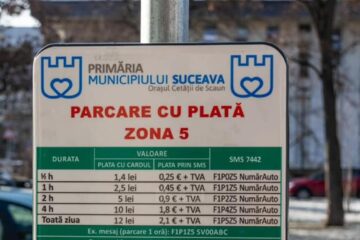 PRIMĂRIA
MUNICIPIULUI SUCEAVA
Orașul Cetății de Scaun
PARCARE CU PLATĂ
ZONA 5
DURATA VALOARE SMS 7442
PLATA CU CARDUL PLATA PRIN SMS
½ h 1,4 lei 0,25 € + TVA F1P0Z5 NumărAuto
1 h 2,5 lei 0,45 € + TVA F1P1Z5 NumărAuto
2 h 5 lei 0,9 € + TVA F1P2Z5 NumărAuto
4 h 10 lei 1,8 € + TVA F1P4Z5 NumărAuto
Toată ziua 12 lei 2,1 € + TVA F1PZZ5 NumărAuto
Ex. mesaj (parcare 1 oră): F1P1Z5 SV00ABC